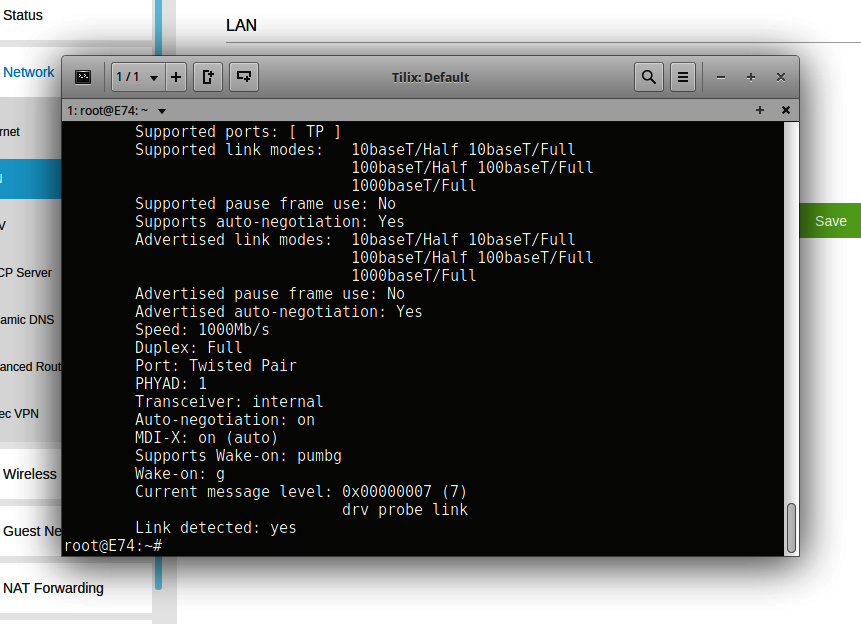 Status
LAN
Network
1 / 1
Tilix: Default
1: root@E74: ~
Supported ports: [ TP ]
Supported link modes:   10baseT/Half 10baseT/Full
100baseT/Half 100baseT/Full
1000baseT/Full
Supported pause frame use: No
Supports auto-negotiation: Yes
Advertised link modes:  10baseT/Half 10baseT/Full
100baseT/Half 100baseT/Full
1000baseT/Full
Advertised pause frame use: No
Advertised auto-negotiation: Yes
Speed: 1000Mb/s
Duplex: Full
Port: Twisted Pair
PHYAD: 1
Transceiver: internal
Auto-negotiation: on
MDI-X: on (auto)
Supports Wake-on: pumbg
Wake-on: g
Current message level: 0x00000007 (7)
drv probe link
Link detected: yes
root@E74:~#
rnet
V
CP Server
amic DNS
anced Rout
ec VPN
Wireless
Guest Ne
NAT Forwarding
Save